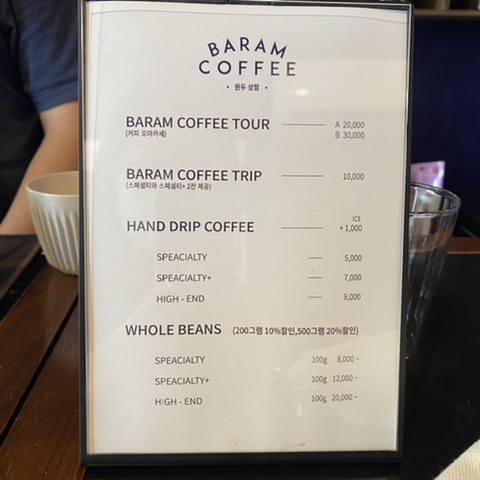 BARAM
COFFEE
• 원두 상점 •
BARAM COFFEE TOUR A 20,000
(커피 오마카세) B 30,000
BARAM COFFEE TRIP 10,000
(스페셜티와 스페셜티+ 2잔 제공)
ICE
HAND DRIP COFFEE +1,000
SPEACIALTY 5,000
SPEACIALTY+ 7,000
HIGH - END 9,000
WHOLE BEANS (200그램 10%할인,500그램 20%할인)
SPEACIALTY 100g 8,000 ~
SPEACIALTY+ 100g 12,000 ~
HIGH - END 100g 20,000 ~